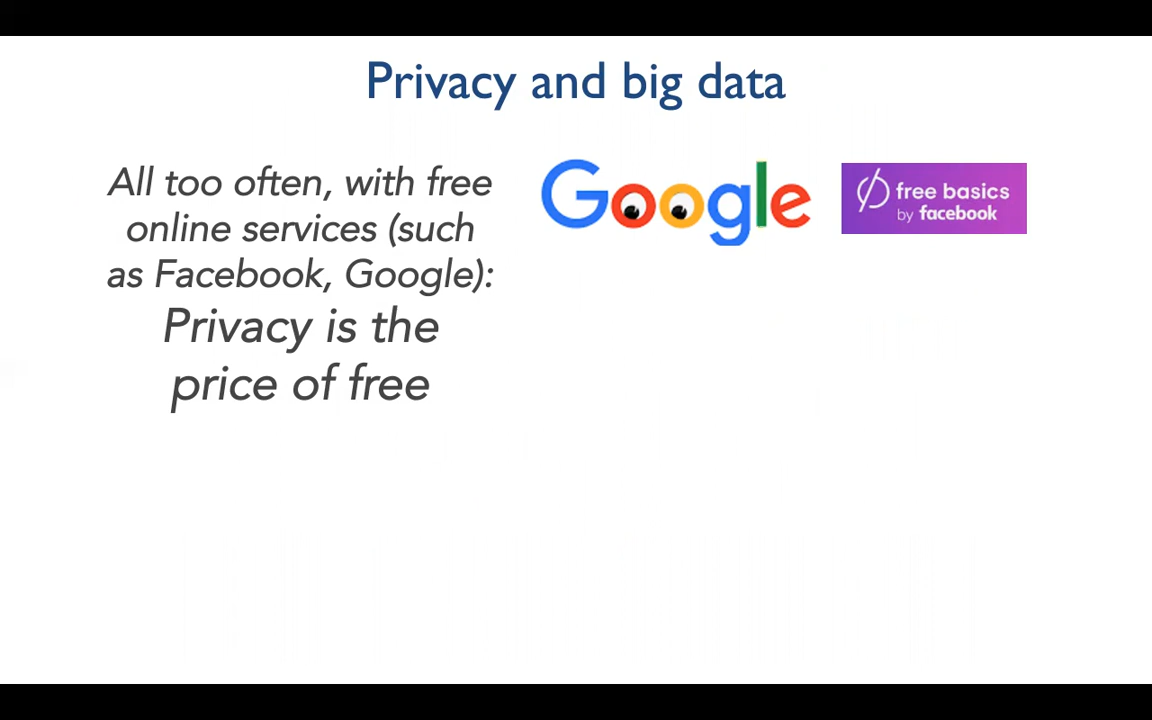 Privacy and big data
All too often, with free
online services (such
as Facebook, Google):
Privacy is the
price of free
Google
free basics
by facebook